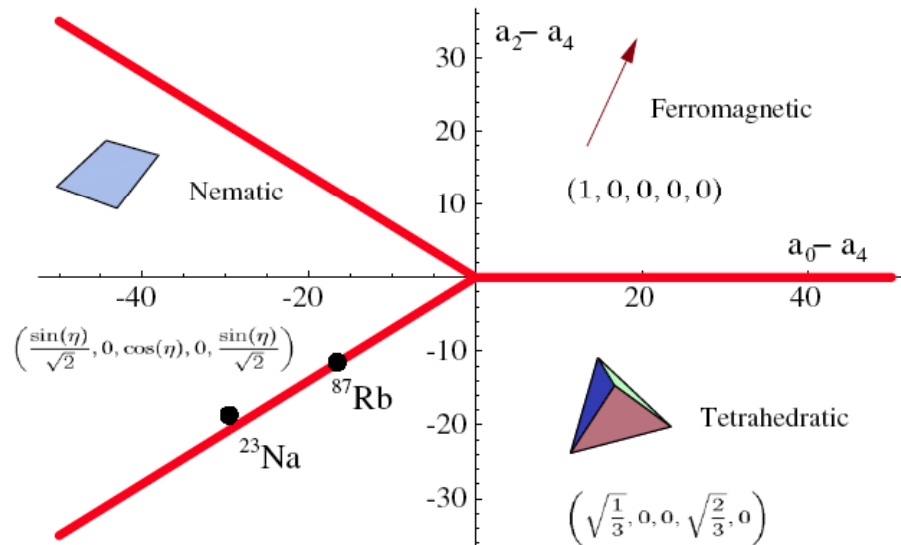 a₂− a₄
30
Ferromagnetic
20
Nematic
(1, 0, 0, 0, 0)
10
a₀− a₄
-40 -20 20 40
(sin(η)/√2, 0, cos(η), 0, sin(η)/√2)
-10
⁸⁷Rb
-20
Tetrahedratic
²³Na
-30
(√(1/3), 0, 0, √(2/3), 0)